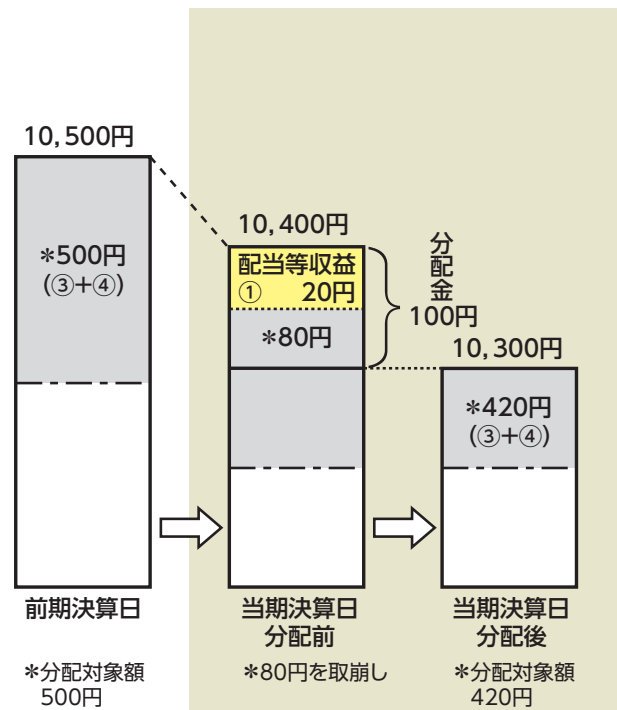 10,500円
*500円
(③+④)
前期決算日
*分配対象額
500円
10,400円
配当等収益
① 20円
*80円
分配金
100円
当期決算日
分配前
*80円を取崩し
10,300円
*420円
(③+④)
当期決算日
分配後
*分配対象額
420円